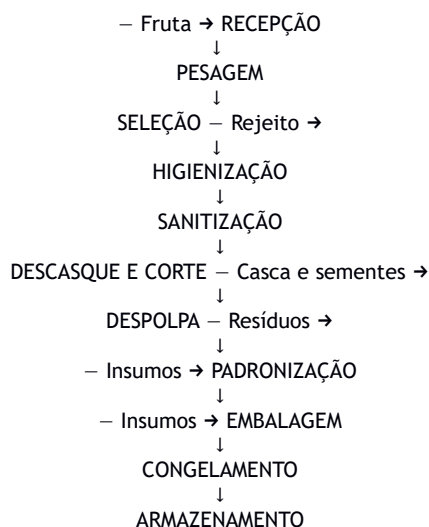 — Fruta → RECEPÇÃO
↓
PESAGEM
↓
SELEÇÃO — Rejeito →
↓
HIGIENIZAÇÃO
↓
SANITIZAÇÃO
↓
DESCASQUE E CORTE — Casca e sementes →
↓
DESPOLPA — Resíduos →
↓
— Insumos → PADRONIZAÇÃO
↓
— Insumos → EMBALAGEM
↓
CONGELAMENTO
↓
ARMAZENAMENTO